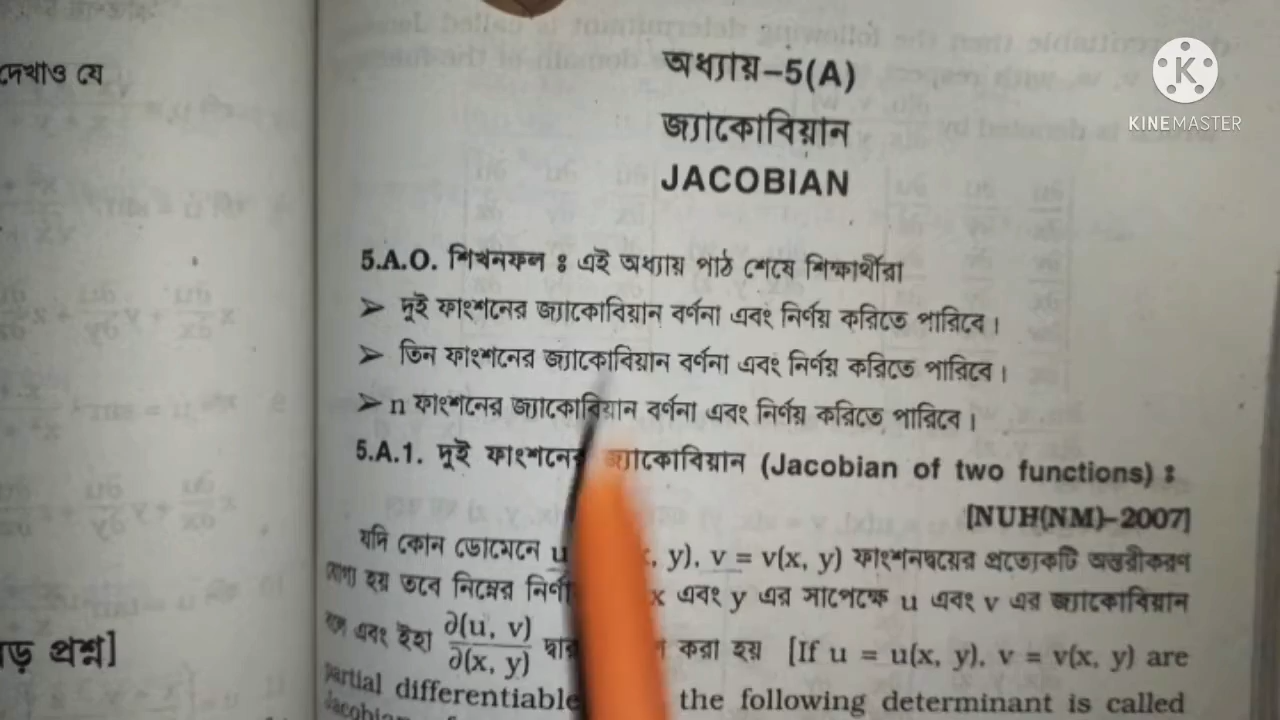 দেখাও যে
ড় প্রশ্ন]
KINEMASTER
অধ্যায়–5(A)
জ্যাকোবিয়ান
JACOBIAN
5.A.O. শিখনফল ঃ এই অধ্যায় পাঠ শেষে শিক্ষার্থীরা
➢ দুই ফাংশনের জ্যাকোবিয়ান বর্ণনা এবং নির্ণয় করিতে পারিবে।
➢ তিন ফাংশনের জ্যাকোবিয়ান বর্ণনা এবং নির্ণয় করিতে পারিবে।
➢ n ফাংশনের জ্যাকোবিয়ান বর্ণনা এবং নির্ণয় করিতে পারিবে।
5.A.1. দুই ফাংশনের জ্যাকোবিয়ান (Jacobian of two functions) ঃ
[NUH(NM)–2007]
যদি কোন ডোমেনে u x, y), v = v(x, y) ফাংশনদ্বয়ের প্রত্যেকটি অন্তরীকরণ
যোগ্য হয় তবে নিম্নের x এবং y এর সাপেক্ষে u এবং v এর জ্যাকোবিয়ান
বলে এবং ইহা ∂(u, v)/∂(x, y) করা হয় [If u = u(x, y), v = v(x, y) are
partial differentiable the following determinant is called